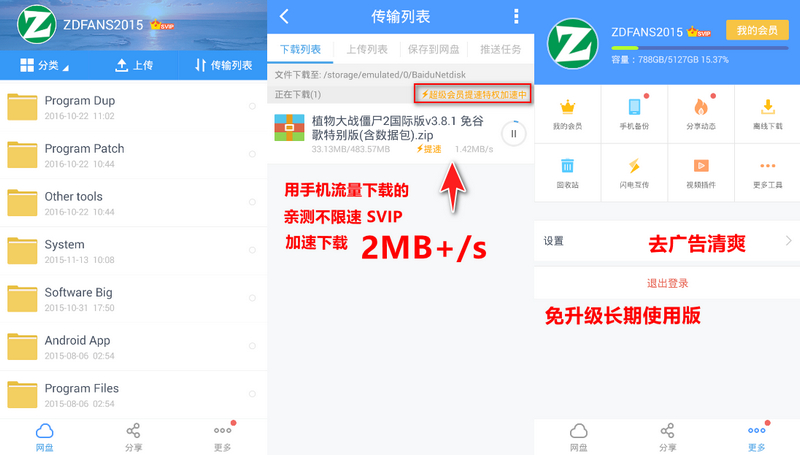 ZDFANS2015 SVIP
分类
上传
传输列表
Program Dup
2016-10-22 11:02
Program Patch
2016-10-22 10:44
Other tools
2016-10-22 10:44
System
2015-11-13 10:08
Software Big
2015-10-31 17:50
Android App
2015-08-06 02:54
Program Files
2015-08-06 02:54
网盘
分享
更多
传输列表
下载列表
上传列表
保存到网盘
推送任务
文件下载至: /storage/emulated/0/BaiduNetdisk
正在下载(1)
超级会员提速特权加速中
植物大战僵尸2国际版v3.8.1 免谷
歌特别版(含数据包).zip
33.13MB/483.57MB
提速
1.42MB/s
用手机流量下载的
亲测不限速 SVIP
加速下载 2MB+/s
ZDFANS2015 SVIP
我的会员
容量：788GB/5127GB 15.37%
我的会员
手机备份
分享动态
离线下载
回收站
闪电互传
视频插件
更多工具
设置
去广告清爽
退出登录
免升级长期使用版
网盘
分享
更多